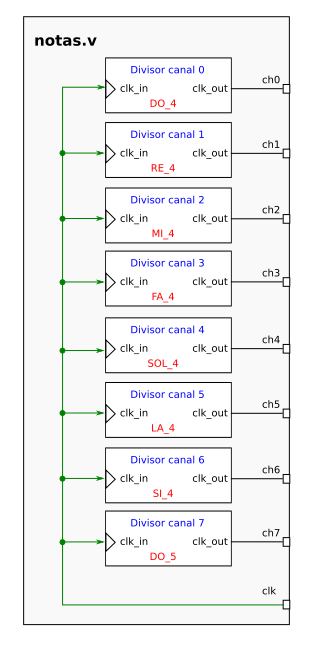 notas.v
Divisor canal 0
clk_in clk_out ch0
DO_4
Divisor canal 1
clk_in clk_out ch1
RE_4
Divisor canal 2
clk_in clk_out ch2
MI_4
Divisor canal 3
clk_in clk_out ch3
FA_4
Divisor canal 4
clk_in clk_out ch4
SOL_4
Divisor canal 5
clk_in clk_out ch5
LA_4
Divisor canal 6
clk_in clk_out ch6
SI_4
Divisor canal 7
clk_in clk_out ch7
DO_5
clk